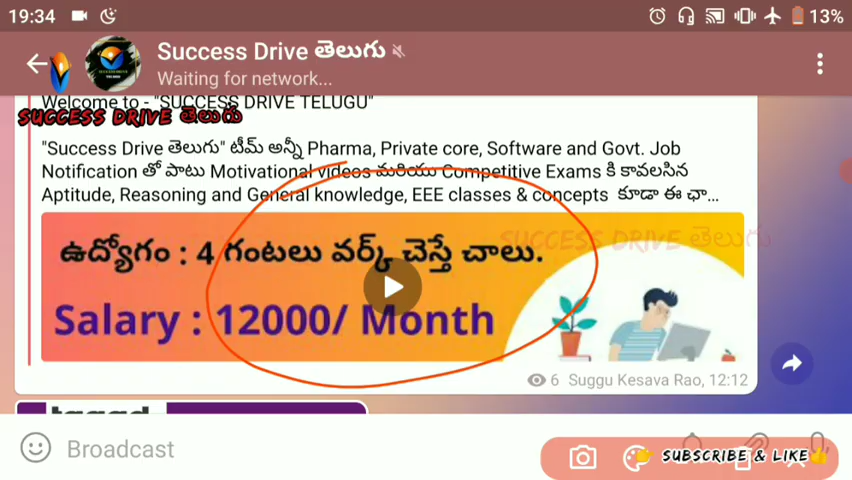 19:34
13%
Success Drive తెలుగు
Waiting for network...
Welcome to - "SUCCESS DRIVE TELUGU"
SUCCESS DRIVE తెలుగు
"Success Drive తెలుగు" టీమ్ అన్నీ Pharma, Private core, Software and Govt. Job
Notification తో పాటు Motivational videos మరియు Competitive Exams కి కావలసిన
Aptitude, Reasoning and General knowledge, EEE classes & concepts కూడా ఈ ఛా...
SUCCESS DRIVE తెలుగు
ఉద్యోగం : 4 గంటలు వర్క్ చెస్తే చాలు.
Salary : 12000/ Month
6 Suggu Kesava Rao, 12:12
Broadcast
SUBSCRIBE & LIKE